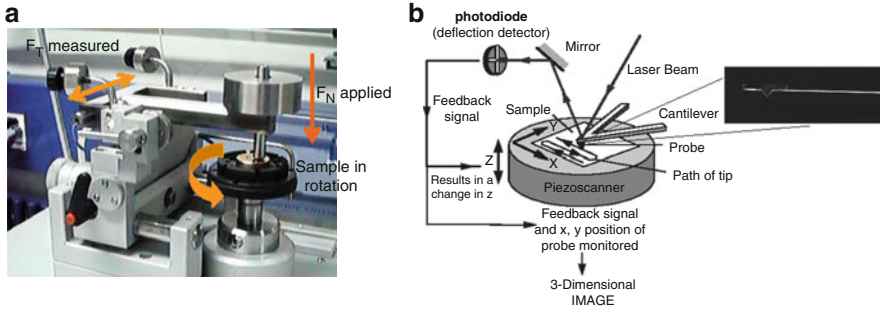 a
F_T measured
F_N applied
Sample in
rotation
b
photodiode
(deflection detector)
Mirror
Laser Beam
Feedback
signal
Sample
Cantilever
Y
X
Z
Probe
Path of tip
Results in a
change in z
Piezoscanner
Feedback signal
and x, y position of
probe monitored
3-Dimensional
IMAGE